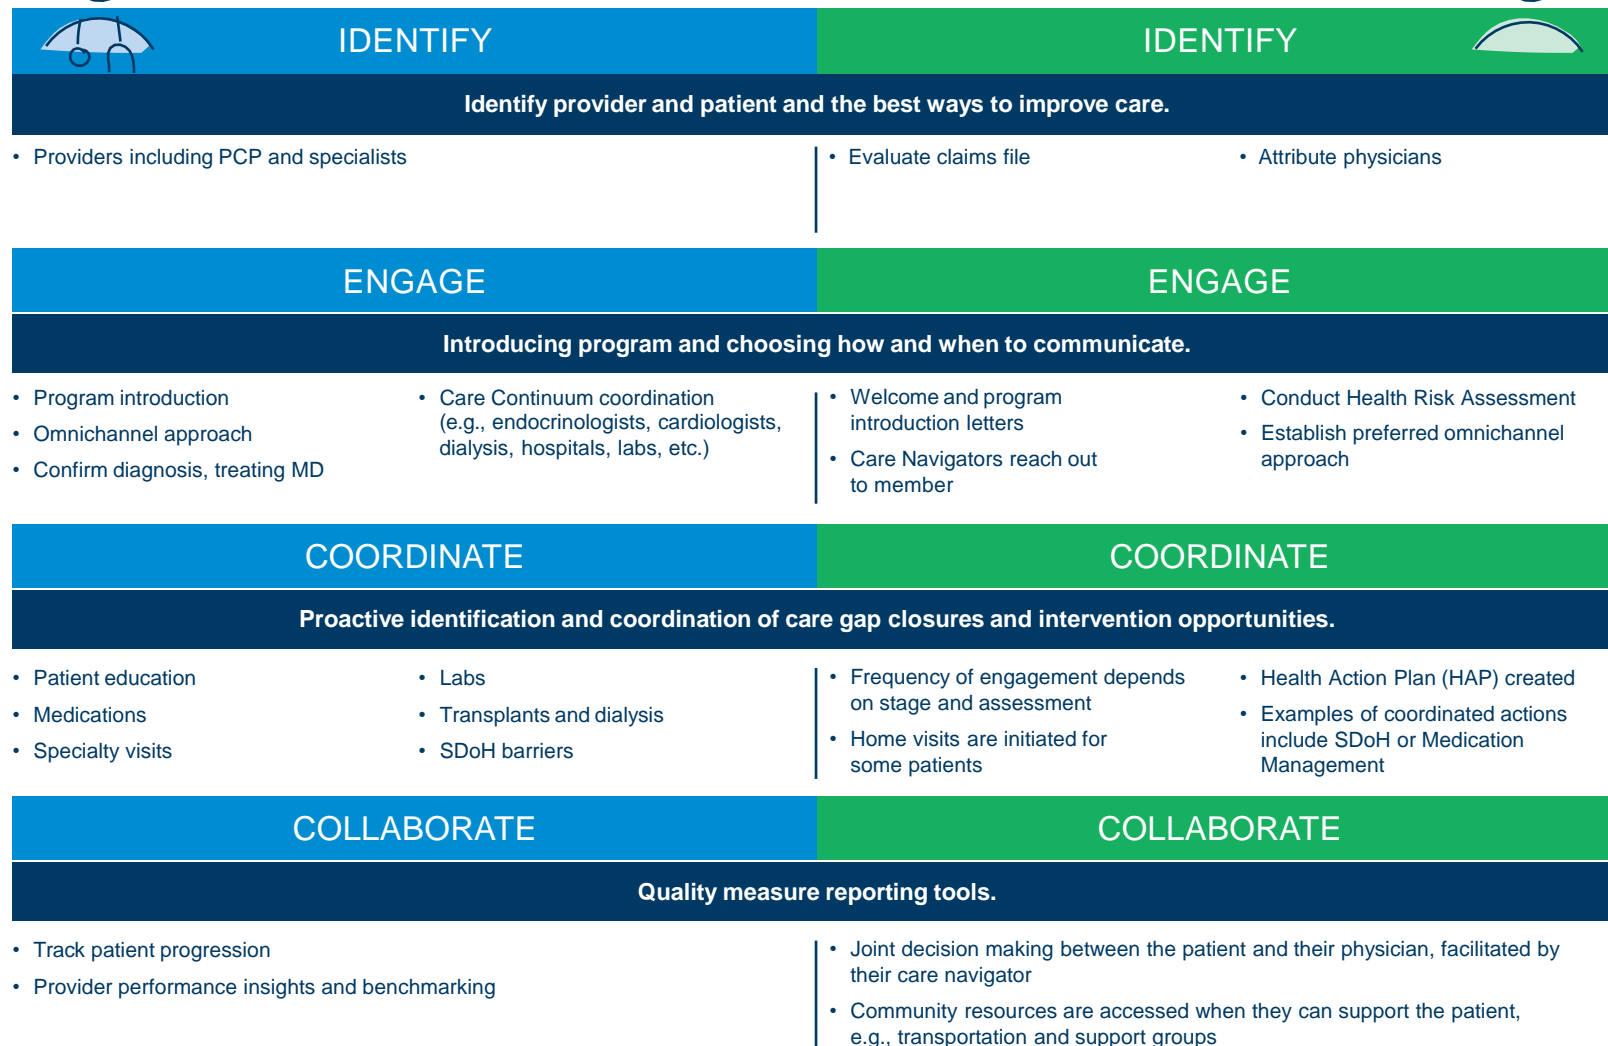 IDENTIFY
IDENTIFY
Identify provider and patient and the best ways to improve care.
• Providers including PCP and specialists
• Evaluate claims file
• Attribute physicians
ENGAGE
ENGAGE
Introducing program and choosing how and when to communicate.
• Program introduction
• Omnichannel approach
• Confirm diagnosis, treating MD
• Care Continuum coordination
(e.g., endocrinologists, cardiologists,
dialysis, hospitals, labs, etc.)
• Welcome and program
introduction letters
• Care Navigators reach out
to member
• Conduct Health Risk Assessment
• Establish preferred omnichannel
approach
COORDINATE
COORDINATE
Proactive identification and coordination of care gap closures and intervention opportunities.
• Patient education
• Medications
• Specialty visits
• Labs
• Transplants and dialysis
• SDoH barriers
• Frequency of engagement depends
on stage and assessment
• Home visits are initiated for
some patients
• Health Action Plan (HAP) created
• Examples of coordinated actions
include SDoH or Medication
Management
COLLABORATE
COLLABORATE
Quality measure reporting tools.
• Track patient progression
• Provider performance insights and benchmarking
• Joint decision making between the patient and their physician, facilitated by
their care navigator
• Community resources are accessed when they can support the patient,
e.g., transportation and support groups